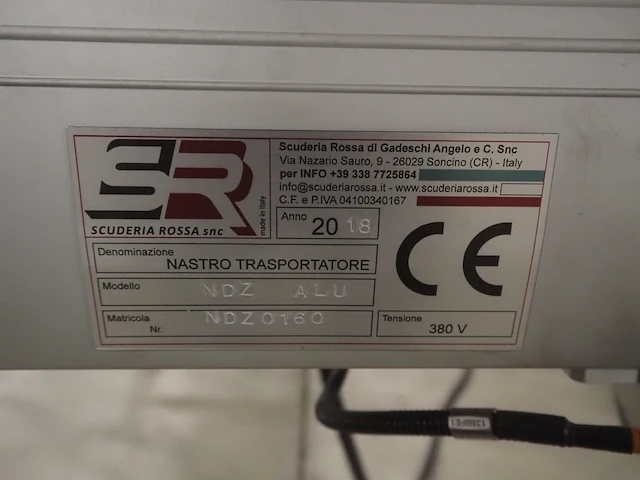 SR
SCUDERIA ROSSA snc
made in Italy
Scuderia Rossa di Gadeschi Angelo e C. Snc
Via Nazario Sauro, 9 - 26029 Soncino (CR) - Italy
per INFO +39 338 7725864
info@scuderiarossa.it - www.scuderiarossa.it
C.F. e P.IVA 04100340167
Anno 2018
CE
Denominazione
NASTRO TRASPORTATORE
Modello NDZ ALU
Matricola Nr. NDZ0160
Tensione 380 V